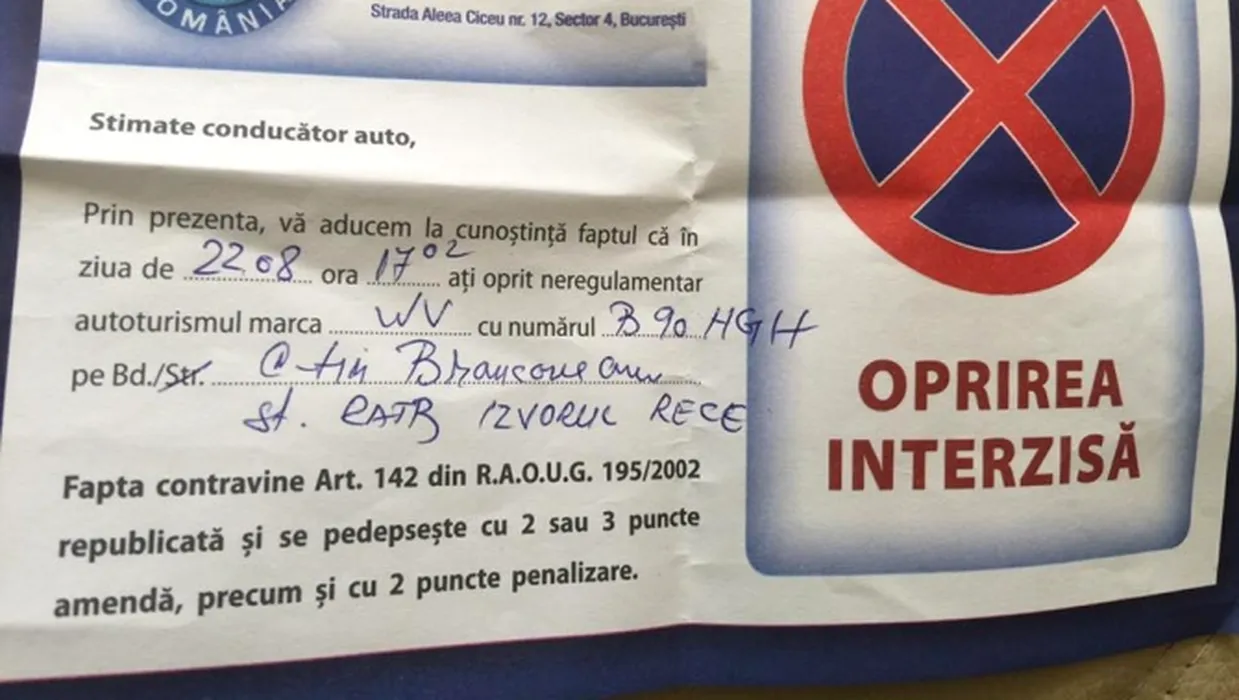 ROMÂNIA
Strada Aleea Ciceu nr. 12, Sector 4, București
Stimate conducător auto,
Prin prezenta, vă aducem la cunoștință faptul că în
ziua de 22 08 ora 17 02 ați oprit neregulamentar
autoturismul marca WV cu numărul B 90 HGH
pe Bd./Str. C-tin Brancoveanu
st. RATB IZVORUL RECE
Fapta contravine Art. 142 din R.A.O.U.G. 195/2002
republicată și se pedepsește cu 2 sau 3 puncte
amendă, precum și cu 2 puncte penalizare.
OPRIREA
INTERZISĂ